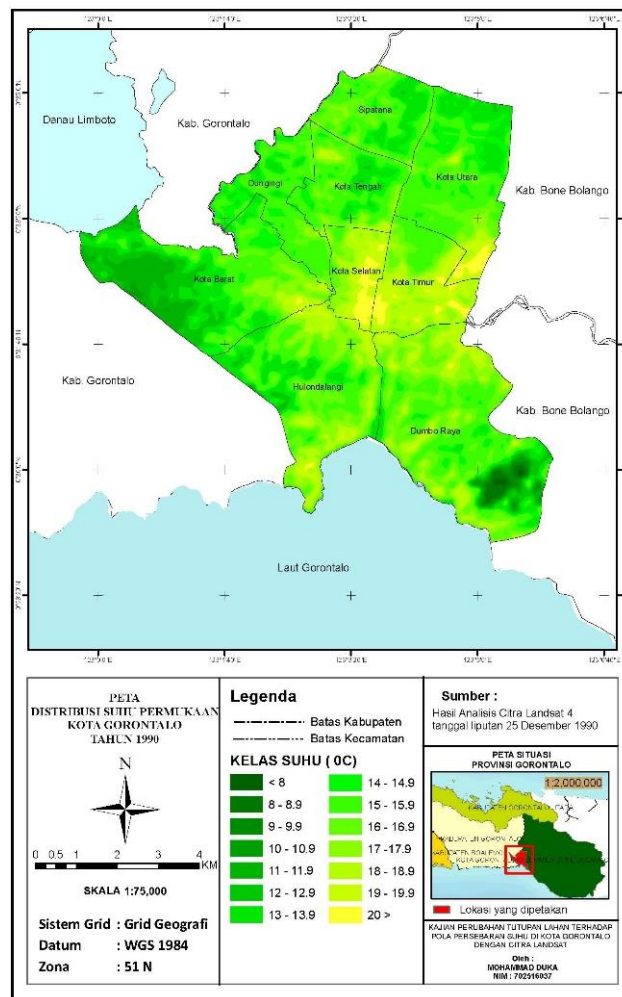 Danau Limboto
Kab. Gorontalo
Sipatana
Dungingi
Kota Tengah
Kota Utara
Kab. Bone Bolango
Kota Barat
Kota Selatan
Kota Timur
Kab. Gorontalo
Hulondalangi
Dumbo Raya
Kab. Bone Bolango
Laut Gorontalo
PETA
DISTRIBUSI SUHU PERMUKAAN
KOTA GORONTALO
TAHUN 1990
N
0 0.5 1 2 3 4
KM
SKALA 1:75,000
Sistem Grid : Grid Geografi
Datum : WGS 1984
Zona : 51 N
Legenda
Batas Kabupaten
Batas Kecamatan
KELAS SUHU ( 0C)
< 8
8 - 8.9
9 - 9.9
10 - 10.9
11 - 11.9
12 - 12.9
13 - 13.9
14 - 14.9
15 - 15.9
16 - 16.9
17 -17.9
18 - 18.9
19 - 19.9
20 >
Sumber :
Hasil Analisis Citra Landsat 4
tanggal liputan 25 Desember 1990
PETA SITUASI
PROVINSI GORONTALO
1:2,000,000
Lokasi yang dipetakan
KAJIAN PERUBAHAN TUTUPAN LAHAN TERHADAP
POLA PERSEBARAN SUHU DI KOTA GORONTALO
DENGAN CITRA LANDSAT
Oleh :
MOHAMMAD DUKA
NIM : 702516037